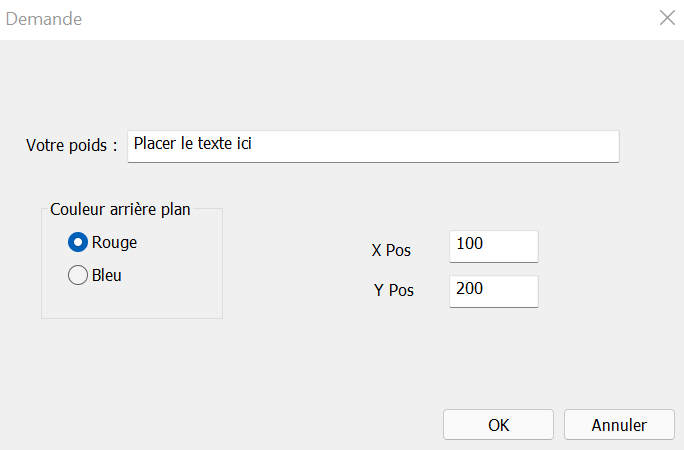 Demande
Votre poids : Placer le texte ici
Couleur arrière plan
Rouge
Bleu
X Pos 100
Y Pos 200
OK Annuler